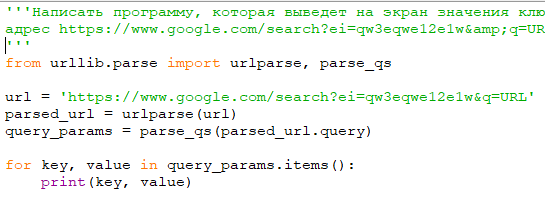 '''Написать программу, которая выведет на экран значения клю
адрес https://www.google.com/search?ei=qw3eqwe12e1w&amp;q=UR
'''
from urllib.parse import urlparse, parse_qs
url = 'https://www.google.com/search?ei=qw3eqwe12e1w&q=URL'
parsed_url = urlparse(url)
query_params = parse_qs(parsed_url.query)
for key, value in query_params.items():
    print(key, value)